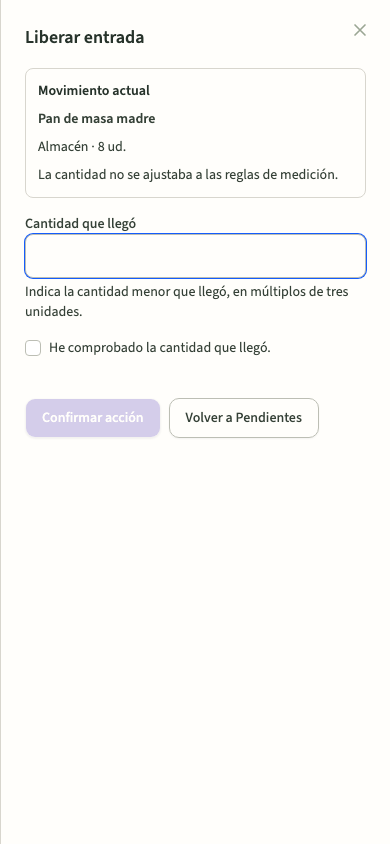 Liberar entrada
Movimiento actual
Pan de masa madre
Almacén · 8 ud.
La cantidad no se ajustaba a las reglas de medición.
Cantidad que llegó
Indica la cantidad menor que llegó, en múltiplos de tres
unidades.
He comprobado la cantidad que llegó.
Confirmar acción
Volver a Pendientes